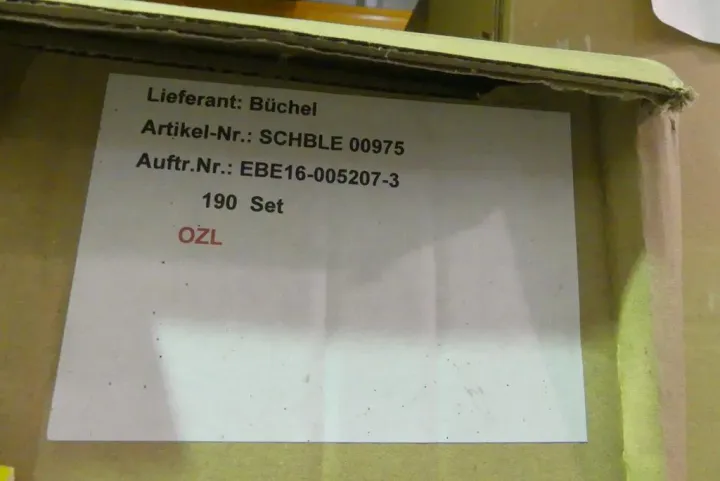 Lieferant: Büchel
Artikel-Nr.: SCHBLE 00975
Auftr.Nr.: EBE16-005207-3
190 Set
OZL